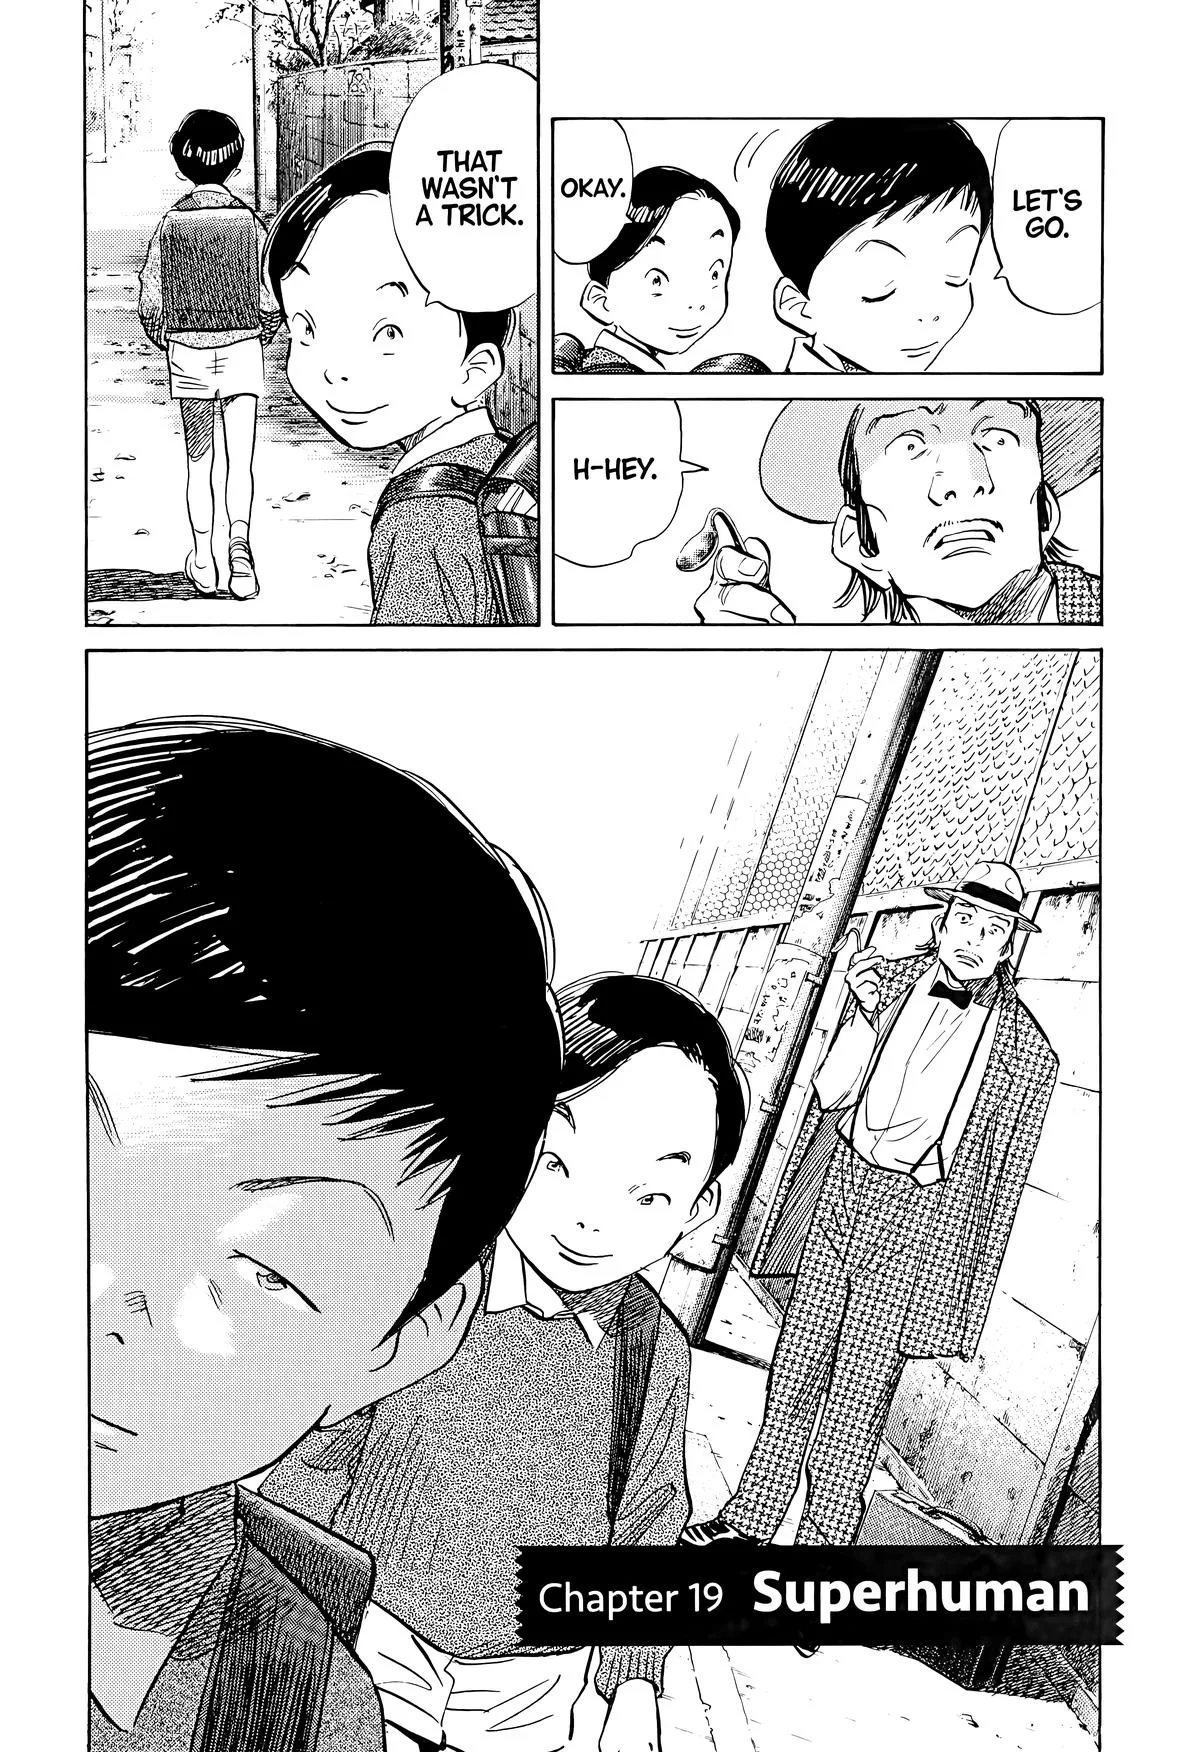 OKAY.
LET'S
GO.
THAT
WASN'T
A TRICK.
H-HEY.
Chapter 19 Superhuman